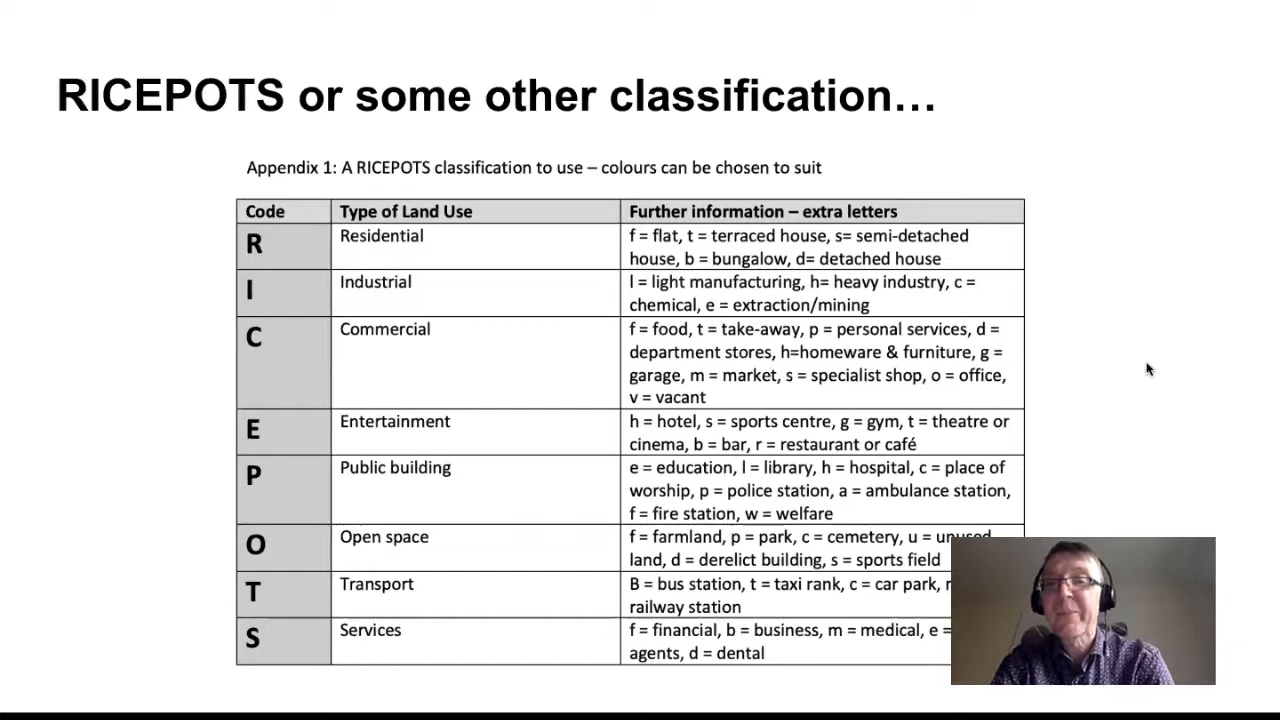 RICEPOTS or some other classification…
Appendix 1: A RICEPOTS classification to use – colours can be chosen to suit
Code Type of Land Use Further information – extra letters
R Residential f = flat, t = terraced house, s= semi-detached
house, b = bungalow, d= detached house
I Industrial l = light manufacturing, h= heavy industry, c =
chemical, e = extraction/mining
C Commercial f = food, t = take-away, p = personal services, d =
department stores, h=homeware & furniture, g =
garage, m = market, s = specialist shop, o = office,
v = vacant
E Entertainment h = hotel, s = sports centre, g = gym, t = theatre or
cinema, b = bar, r = restaurant or café
P Public building e = education, l = library, h = hospital, c = place of
worship, p = police station, a = ambulance station,
f = fire station, w = welfare
O Open space f = farmland, p = park, c = cemetery, u = unused
land, d = derelict building, s = sports field
T Transport B = bus station, t = taxi rank, c = car park,
railway station
S Services f = financial, b = business, m = medical, e =
agents, d = dental